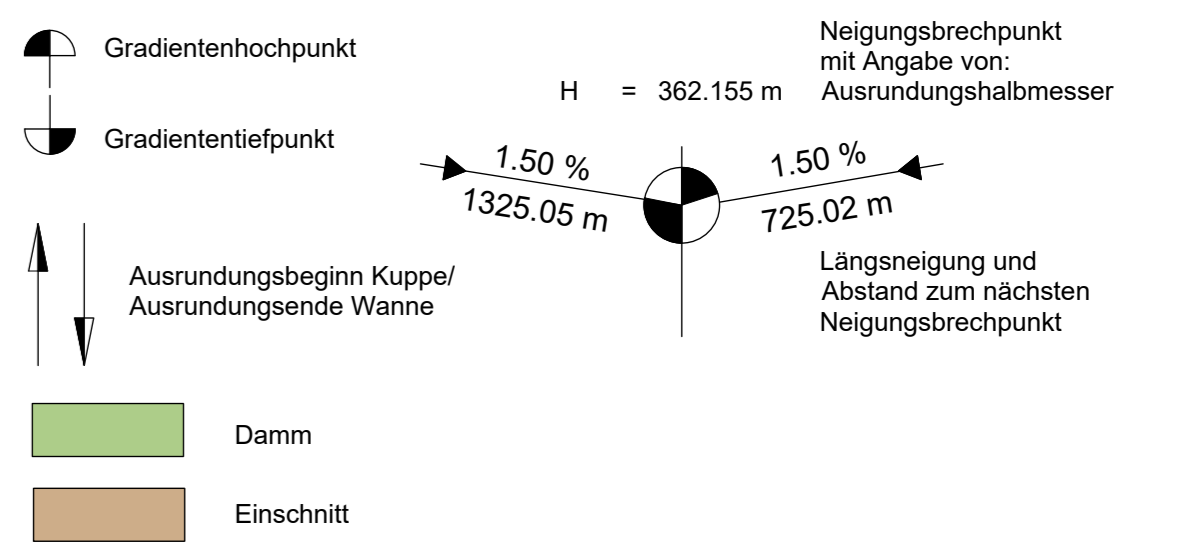 Gradientenhochpunkt
Gradiententiefpunkt
Neigungsbrechpunkt
mit Angabe von:
H = 362.155 m Ausrundungshalbmesser
1.50 %
1325.05 m
1.50 %
725.02 m
Längsneigung und
Abstand zum nächsten
Neigungsbrechpunkt
Ausrundungsbeginn Kuppe/
Ausrundungsende Wanne
Damm
Einschnitt